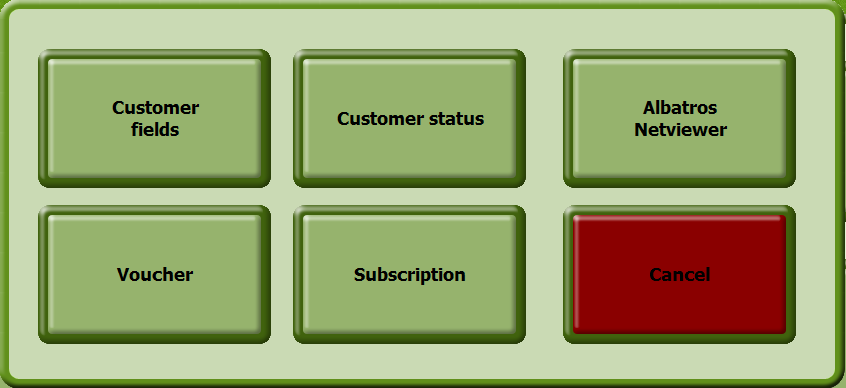 Customer
fields
Customer status
Albatros
Netviewer
Voucher
Subscription
Cancel